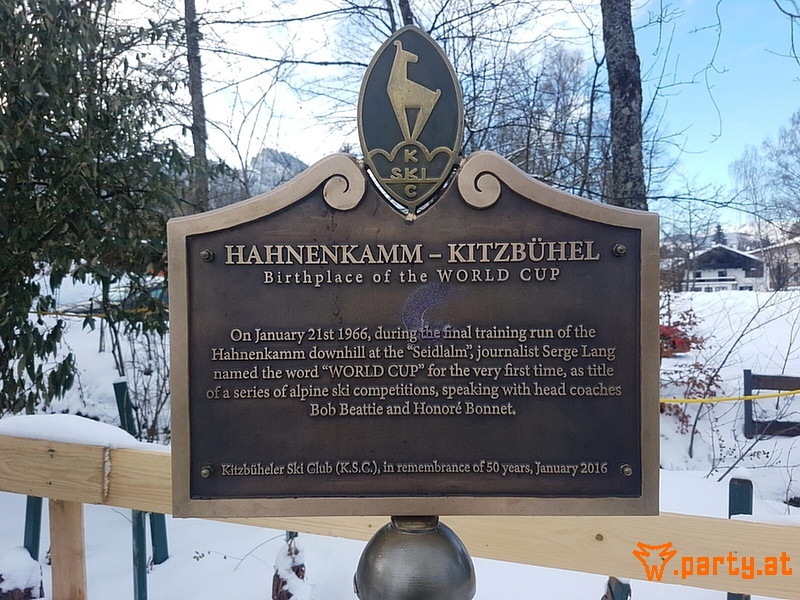 K
SKI
C
HAHNENKAMM – KITZBÜHEL
Birthplace of the WORLD CUP
On January 21st 1966, during the final training run of the
Hahnenkamm downhill at the “Seidlalm”, journalist Serge Lang
named the word “WORLD CUP” for the very first time, as title
of a series of alpine ski competitions, speaking with head coaches
Bob Beattie and Honoré Bonnet.
Kitzbüheler Ski Club (K.S.C.), in remembrance of 50 years, January 2016
.party.at